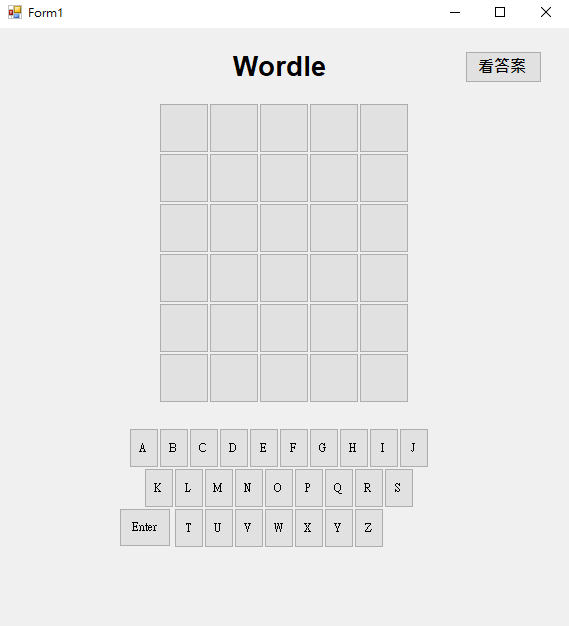 Form1
Wordle
看答案
A B C D E F G H I J
K L M N O P Q R S
Enter T U V W X Y Z